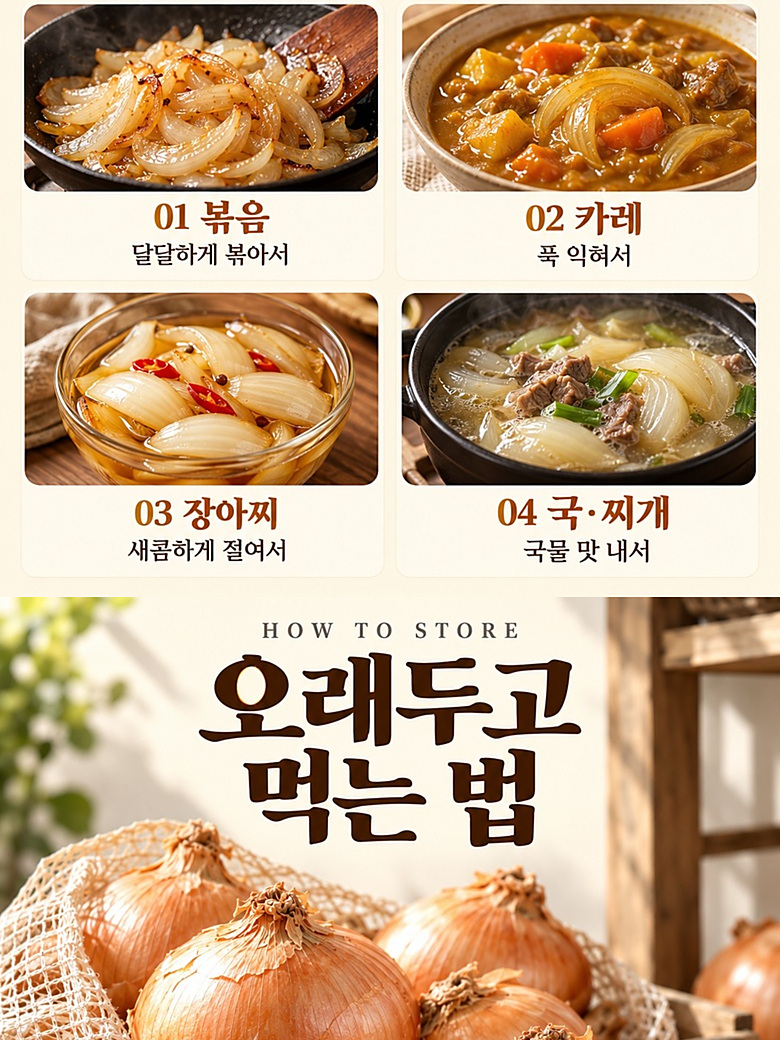 01 볶음
달달하게 볶아서
02 카레
푹 익혀서
03 장아찌
새콤하게 절여서
04 국·찌개
국물 맛 내서
HOW TO STORE
오래두고
먹는 법